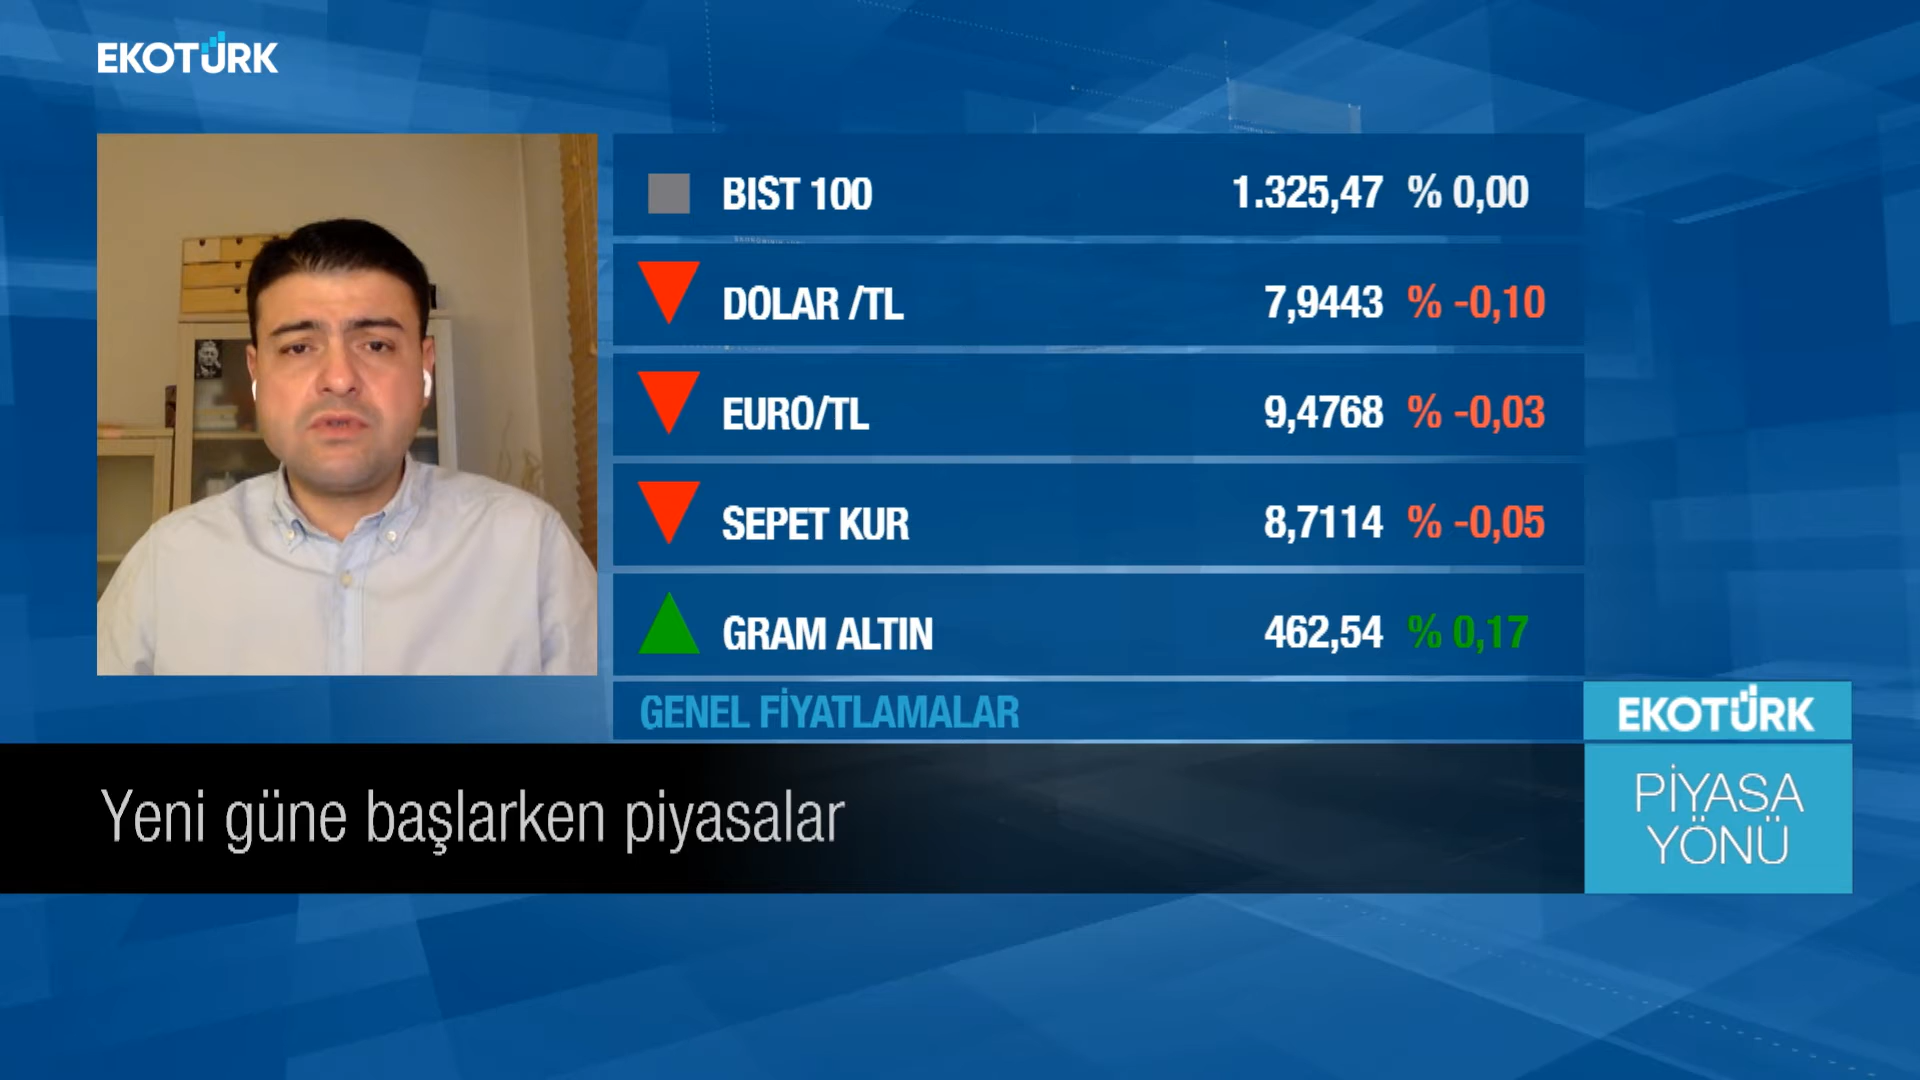 EKOTÜRK
BIST 100 1.325,47 % 0,00
DOLAR /TL 7,9443 % -0,10
EURO/TL 9,4768 % -0,03
SEPET KUR 8,7114 % -0,05
GRAM ALTIN 462,54 % 0,17
GENEL FİYATLAMALAR
EKOTÜRK
Yeni güne başlarken piyasalar
PİYASA
YÖNÜ